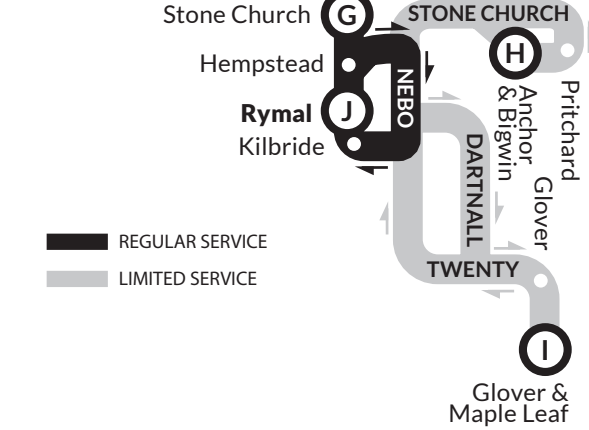 Stone Church
G
STONE CHURCH
Hempstead
H
NEBO
Rymal
J
Kilbride
Anchor
& Bigwin
Pritchard
DARTNALL
Glover
REGULAR SERVICE
LIMITED SERVICE
TWENTY
I
Glover &
Maple Leaf